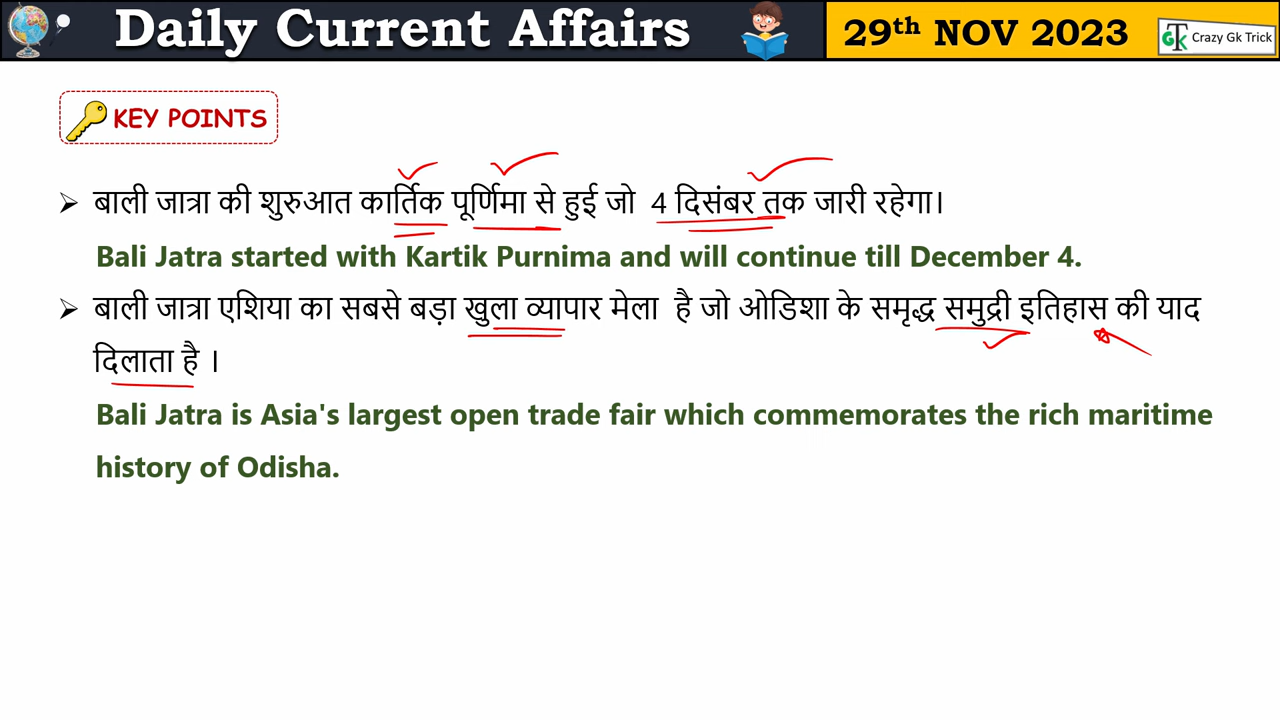 Daily Current Affairs
29th NOV 2023
GTK Crazy Gk Trick
KEY POINTS
➢ बाली जात्रा की शुरुआत कार्तिक पूर्णिमा से हुई जो 4 दिसंबर तक जारी रहेगा।
Bali Jatra started with Kartik Purnima and will continue till December 4.
➢ बाली जात्रा एशिया का सबसे बड़ा खुला व्यापार मेला है जो ओडिशा के समृद्ध समुद्री इतिहास की याद
दिलाता है ।
Bali Jatra is Asia's largest open trade fair which commemorates the rich maritime
history of Odisha.